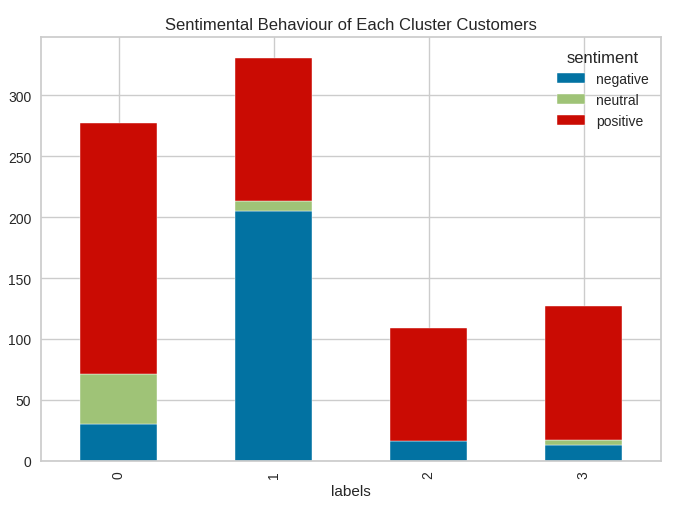 Sentimental Behaviour of Each Cluster Customers
sentiment
negative
neutral
positive
300
250
200
150
100
50
0
0
1
2
3
labels